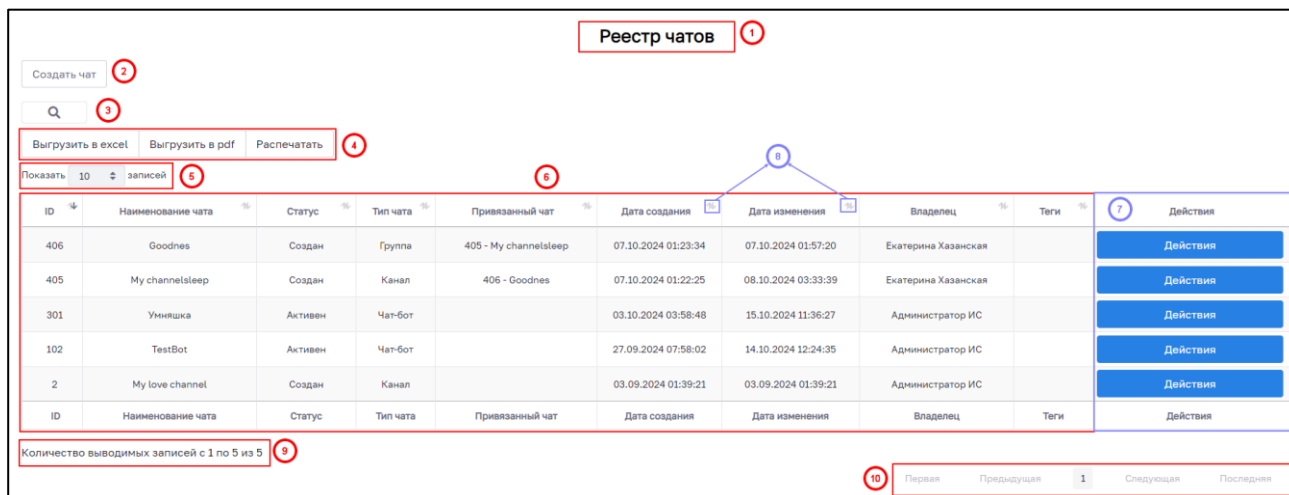 Реестр чатов 1
Создать чат 2
3
Выгрузить в excel Выгрузить в pdf Распечатать 4
8
Показать 10 записей 5 6
ID Наименование чата Статус Тип чата Привязанный чат Дата создания Дата изменения Владелец Теги 7 Действия
406 Goodnes Создан Группа 405 - My channelsleep 07.10.2024 01:23:34 07.10.2024 01:57:20 Екатерина Хазанская Действия
405 My channelsleep Создан Канал 406 - Goodnes 07.10.2024 01:22:25 08.10.2024 03:33:39 Екатерина Хазанская Действия
301 Умняшка Активен Чат-бот 03.10.2024 03:58:48 15.10.2024 11:36:27 Администратор ИС Действия
102 TestBot Активен Чат-бот 27.09.2024 07:58:02 14.10.2024 12:24:35 Администратор ИС Действия
2 My love channel Создан Канал 03.09.2024 01:39:21 03.09.2024 01:39:21 Администратор ИС Действия
ID Наименование чата Статус Тип чата Привязанный чат Дата создания Дата изменения Владелец Теги Действия
Количество выводимых записей с 1 по 5 из 5 9
10 Первая Предыдущая 1 Следующая Последняя